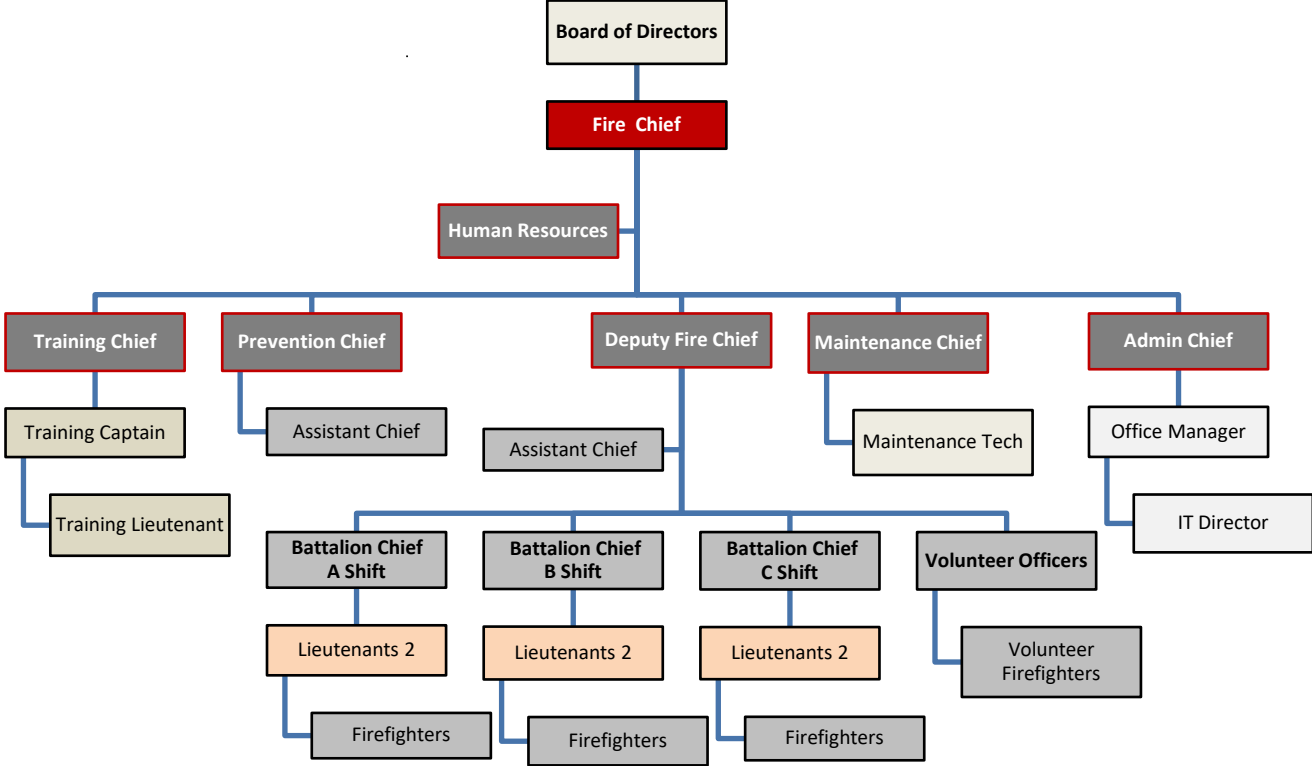 Board of Directors
Fire Chief
Human Resources
Training Chief
Prevention Chief
Deputy Fire Chief
Maintenance Chief
Admin Chief
Training Captain
Assistant Chief
Assistant Chief
Maintenance Tech
Office Manager
Training Lieutenant
IT Director
Battalion Chief
A Shift
Battalion Chief
B Shift
Battalion Chief
C Shift
Volunteer Officers
Lieutenants 2
Lieutenants 2
Lieutenants 2
Volunteer
Firefighters
Firefighters
Firefighters
Firefighters